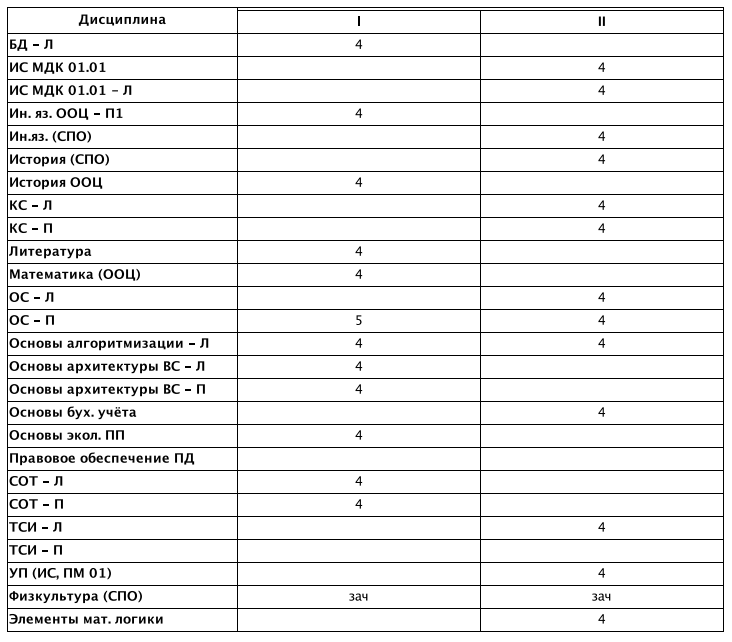 Дисциплина I II
БД – Л 4
ИС МДК 01.01 4
ИС МДК 01.01 – Л 4
Ин. яз. ООЦ – П1 4
Ин.яз. (СПО) 4
История (СПО) 4
История ООЦ 4
КС – Л 4
КС – П 4
Литература 4
Математика (ООЦ) 4
ОС – Л 4
ОС – П 5 4
Основы алгоритмизации – Л 4 4
Основы архитектуры ВС – Л 4
Основы архитектуры ВС – П 4
Основы бух. учёта 4
Основы экол. ПП 4
Правовое обеспечение ПД
СОТ – Л 4
СОТ – П 4
ТСИ – Л 4
ТСИ – П
УП (ИС, ПМ 01) 4
Физкультура (СПО) зач зач
Элементы мат. логики 4